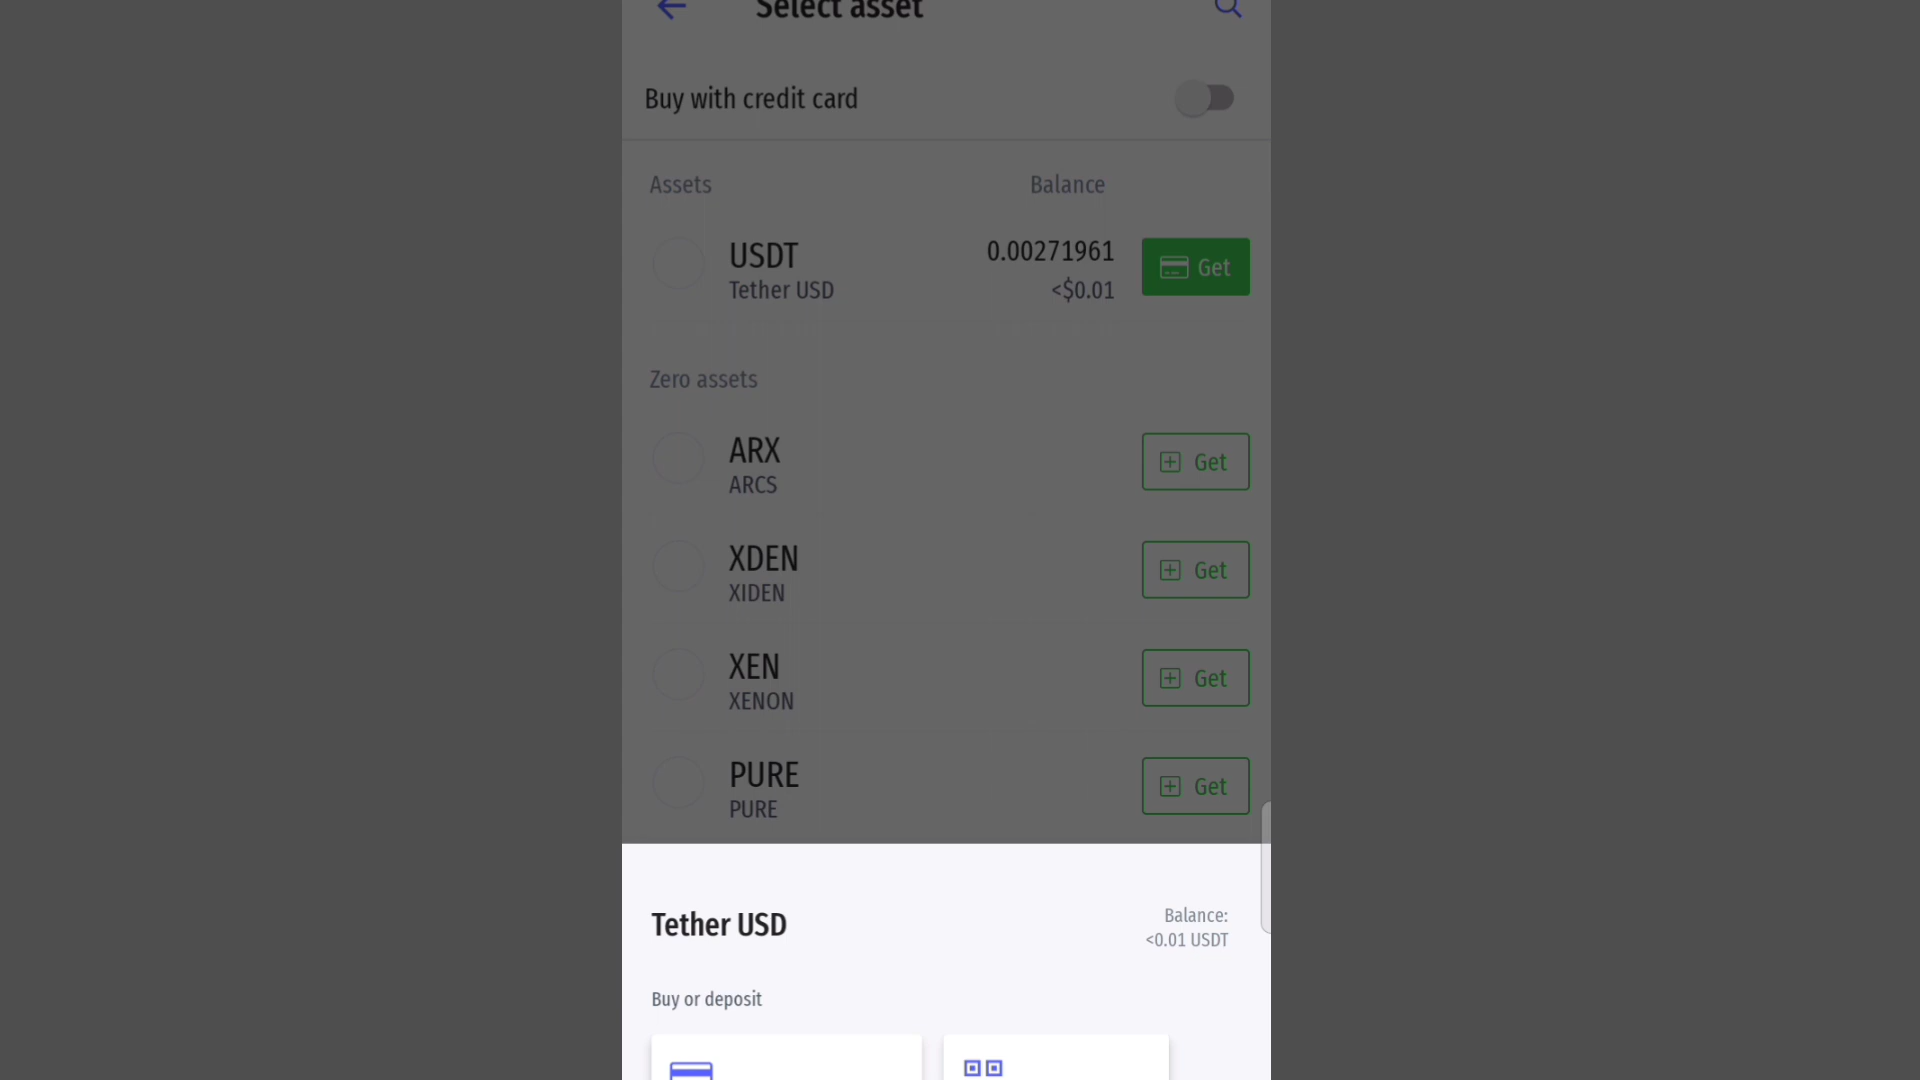 Select asset
Buy with credit card
Assets Balance
USDT 0.00271961 Get
Tether USD <$0.01
Zero assets
ARX Get
ARCS
XDEN Get
XIDEN
XEN Get
XENON
PURE Get
PURE
Tether USD Balance:
<0.01 USDT
Buy or deposit